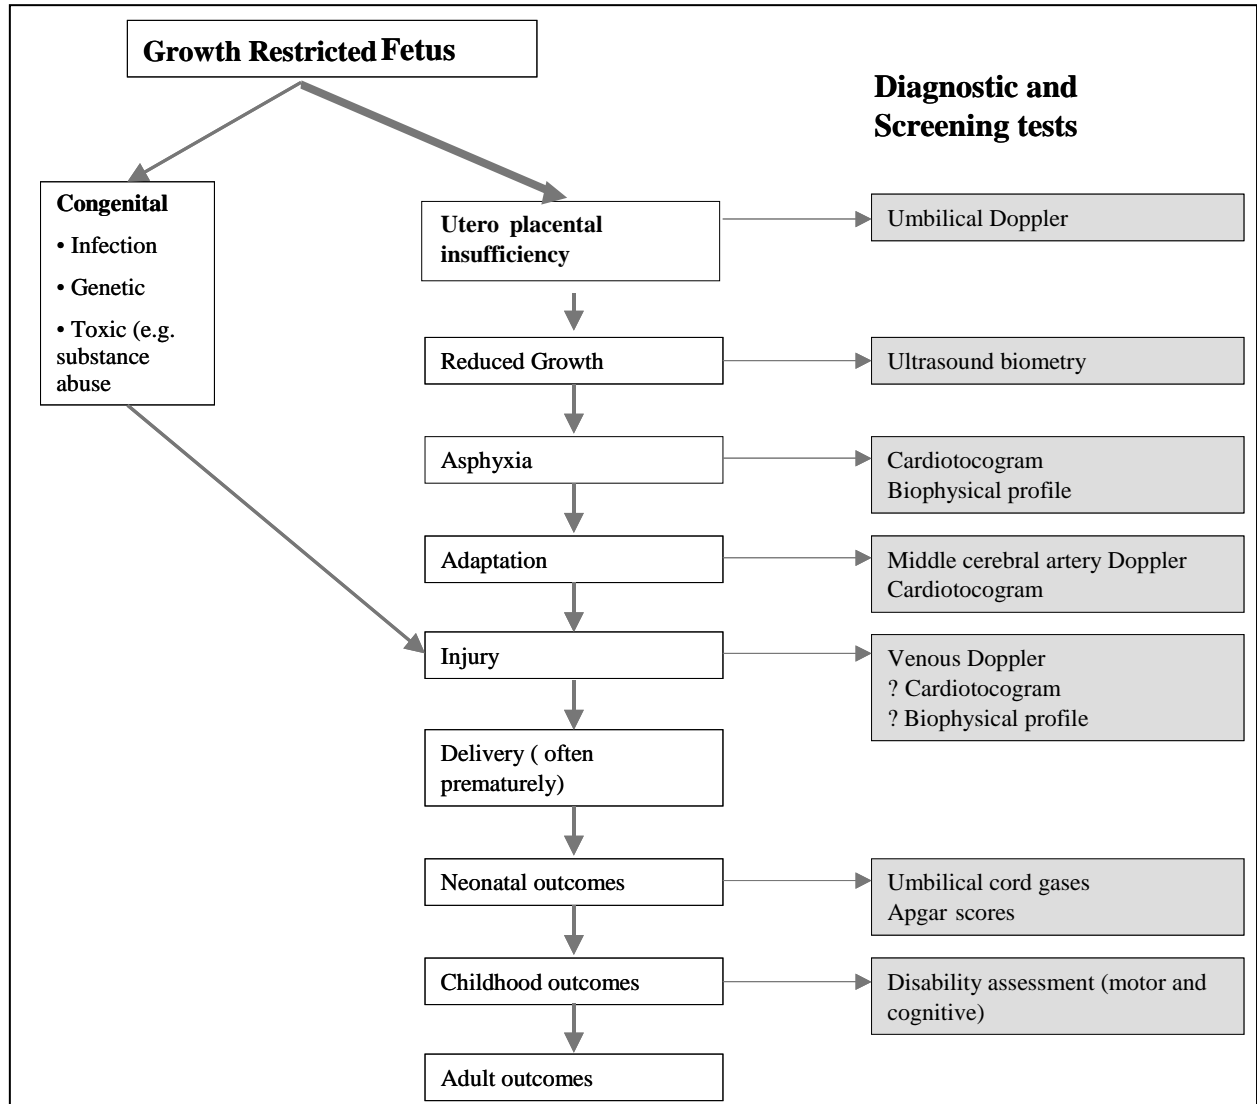 Growth Restricted Fetus
Diagnostic and
Screening tests
Congenital
• Infection
• Genetic
• Toxic (e.g.
substance
abuse
Utero placental
insufficiency
Umbilical Doppler
Reduced Growth
Ultrasound biometry
Asphyxia
Cardiotocogram
Biophysical profile
Adaptation
Middle cerebral artery Doppler
Cardiotocogram
Injury
Venous Doppler
? Cardiotocogram
? Biophysical profile
Delivery ( often
prematurely)
Neonatal outcomes
Umbilical cord gases
Apgar scores
Childhood outcomes
Disability assessment (motor and
cognitive)
Adult outcomes